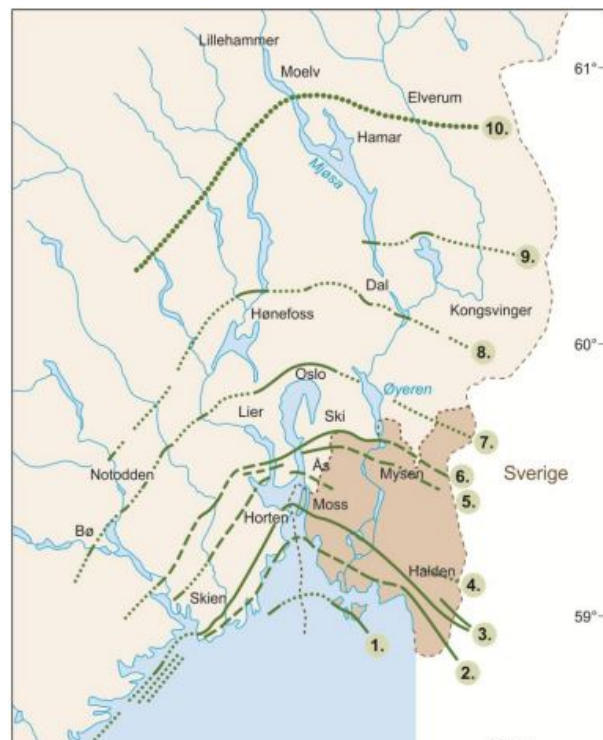 Lillehammer
Moelv
61°
Elverum
10.
Hamar
Mjøsa
9.
Dal
Hønefoss
Kongsvinger
60°
8.
Oslo
Øyeren
Lier
Ski
7.
Notodden
Ås
Mysen
6.
Sverige
5.
Horten
Moss
Bø
Halden
4.
Skien
59°
3.
1.
2.